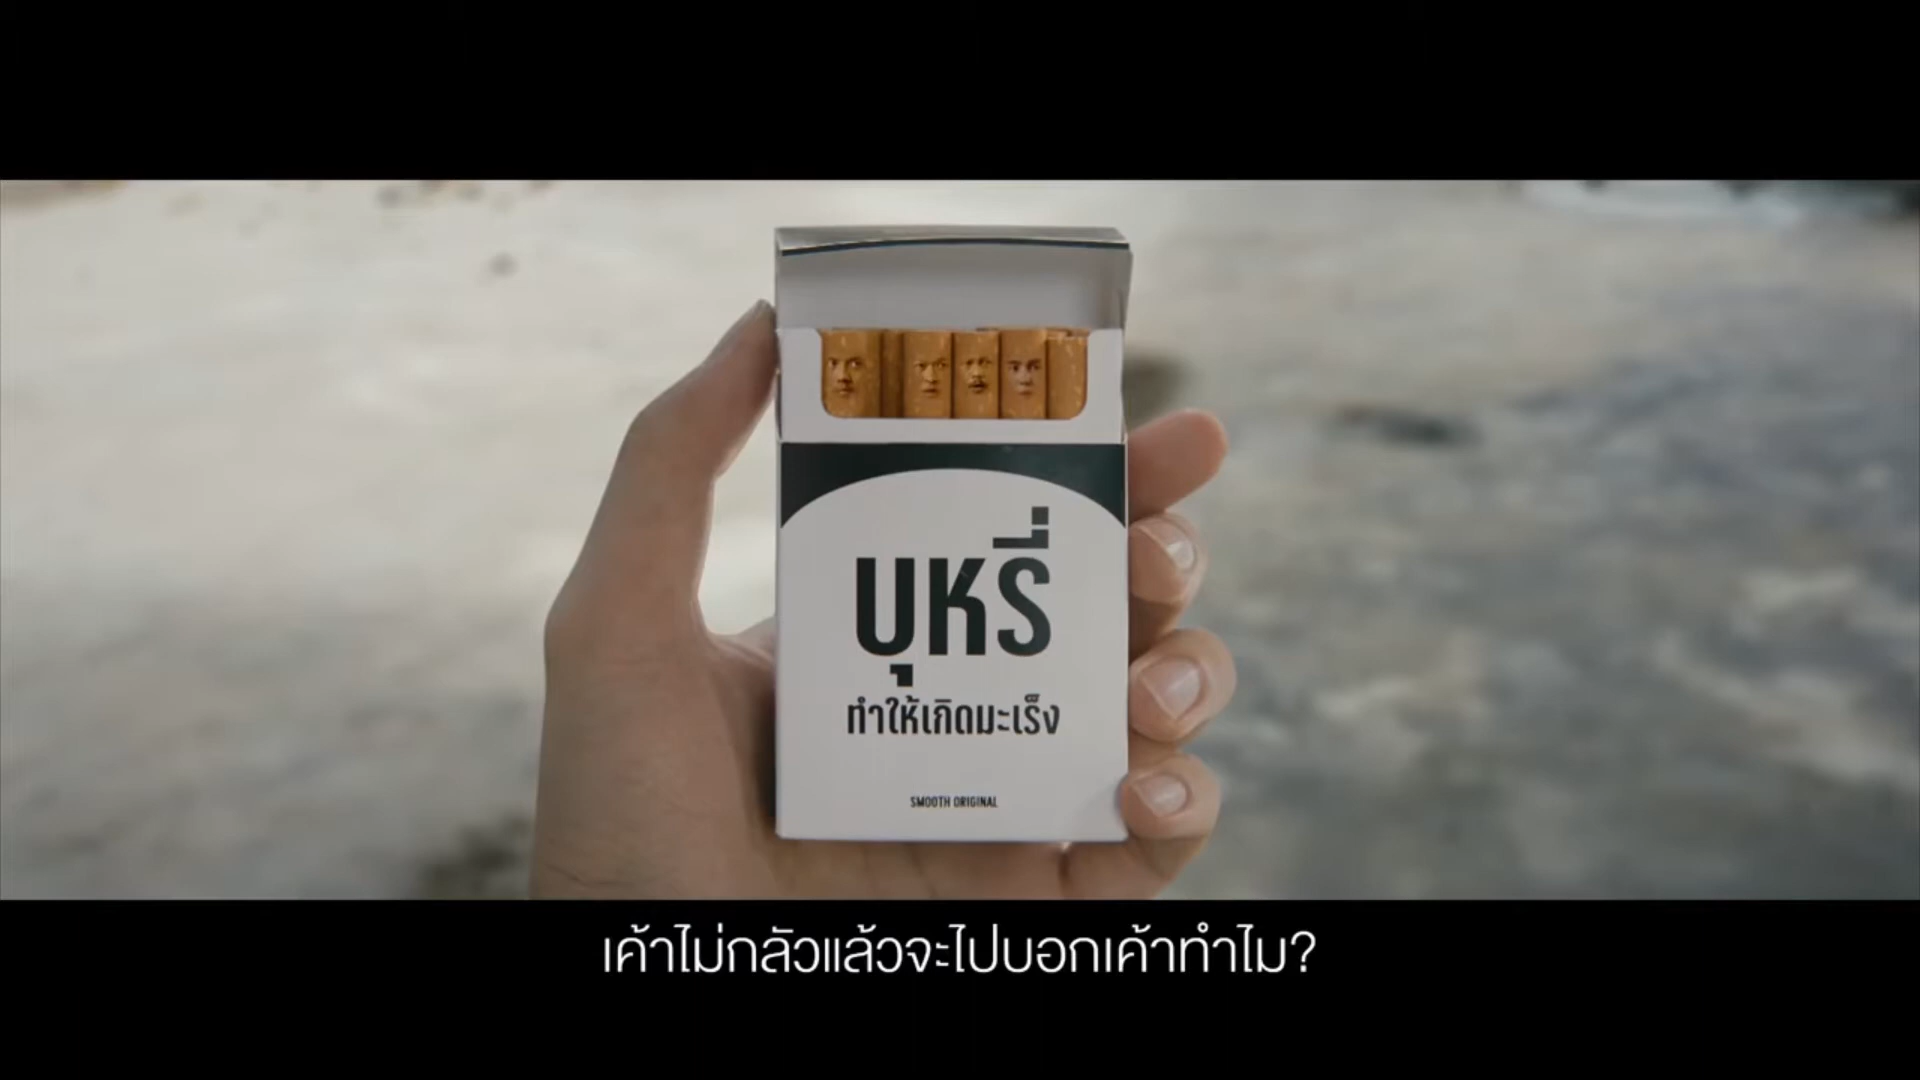 บุหรี่
ทำให้เกิดมะเร็ง
SMOOTH ORIGINAL
เค้าไม่กลัวแล้วจะไปบอกเค้าทำไม?